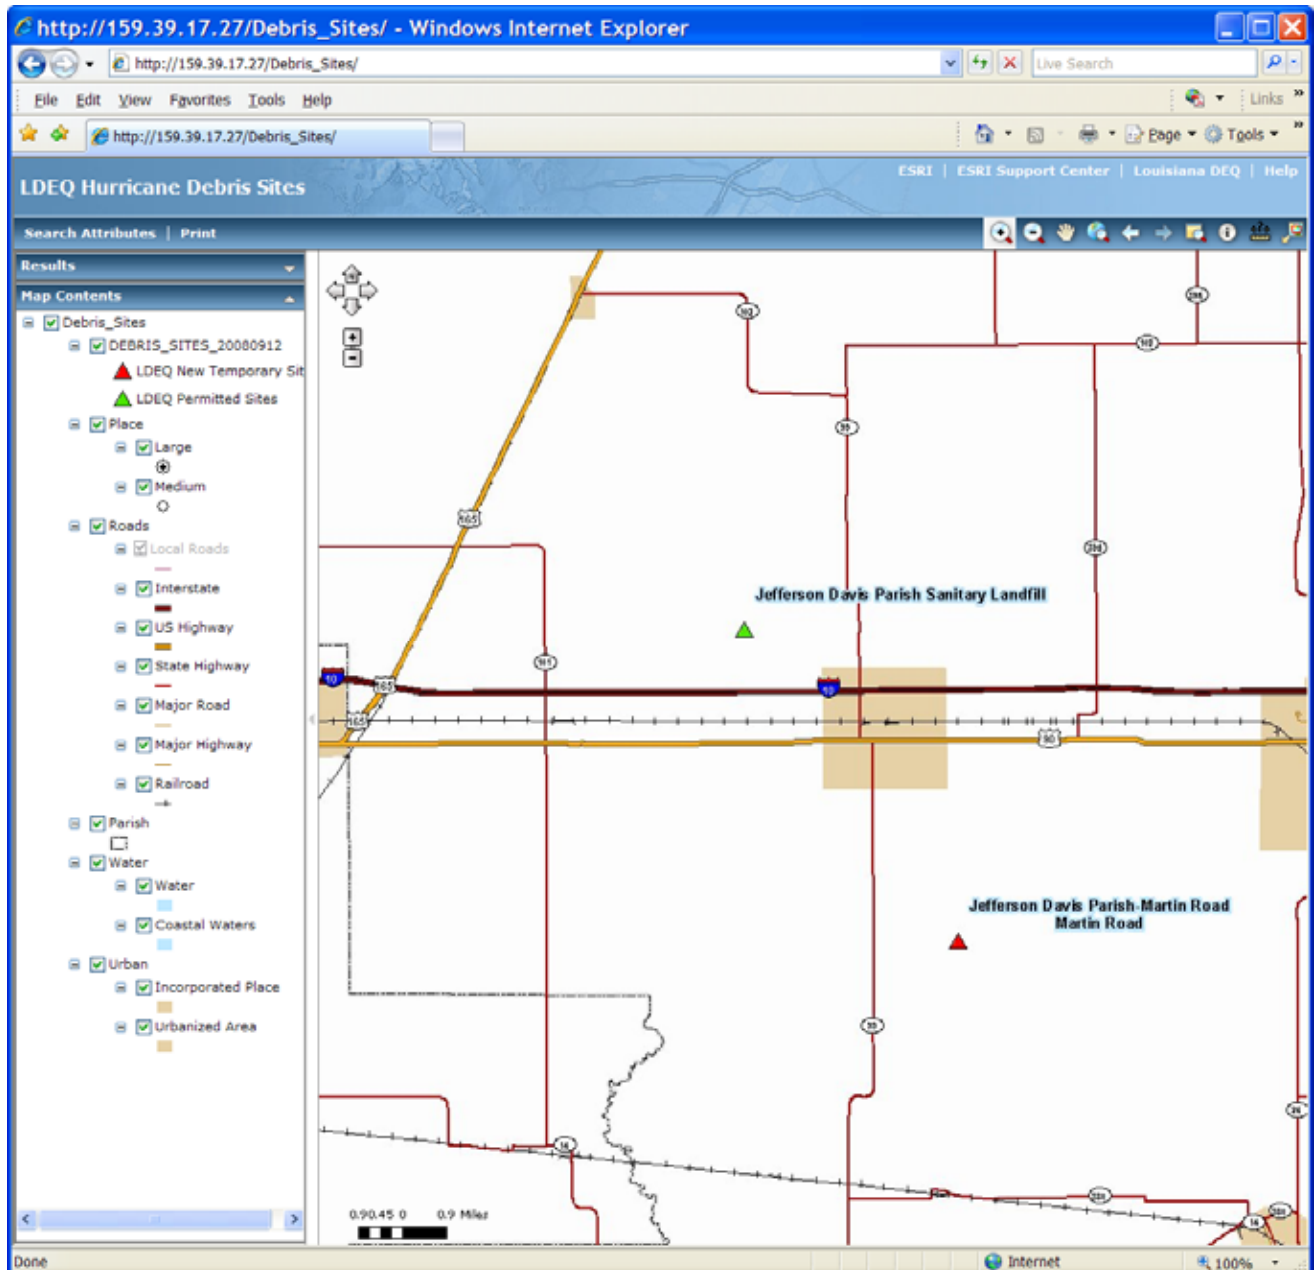 http://159.39.17.27/Debris_Sites/ - Windows Internet Explorer
http://159.39.17.27/Debris_Sites/
Live Search
File Edit View Favorites Tools Help
Links »
http://159.39.17.27/Debris_Sites/
Page Tools »
LDEQ Hurricane Debris Sites
ESRI | ESRI Support Center | Louisiana DEQ | Help
Search Attributes | Print
Results
Map Contents
Debris_Sites
DEBRIS_SITES_20080912
LDEQ New Temporary Sit
LDEQ Permitted Sites
Place
Large
Medium
Roads
Local Roads
Interstate
US Highway
State Highway
Major Road
Major Highway
Railroad
Parish
Water
Water
Coastal Waters
Urban
Incorporated Place
Urbanized Area
N
165
Jefferson Davis Parish Sanitary Landfill
10
165
10
165
90
Jefferson Davis Parish-Martin Road
Martin Road
0.90.45 0 0.9 Miles
Done
Internet
100%